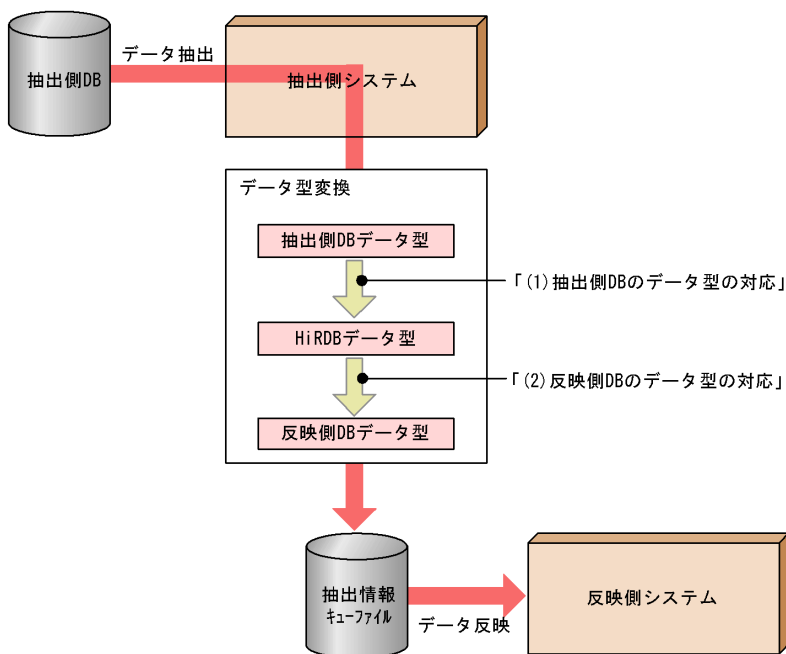 データ抽出
抽出側DB
抽出側システム
データ型変換
抽出側DBデータ型
「(1)抽出側DBのデータ型の対応」
HiRDBデータ型
「(2)反映側DBのデータ型の対応」
反映側DBデータ型
抽出情報
ｷｭｰﾌｧｲﾙ
データ反映
反映側システム